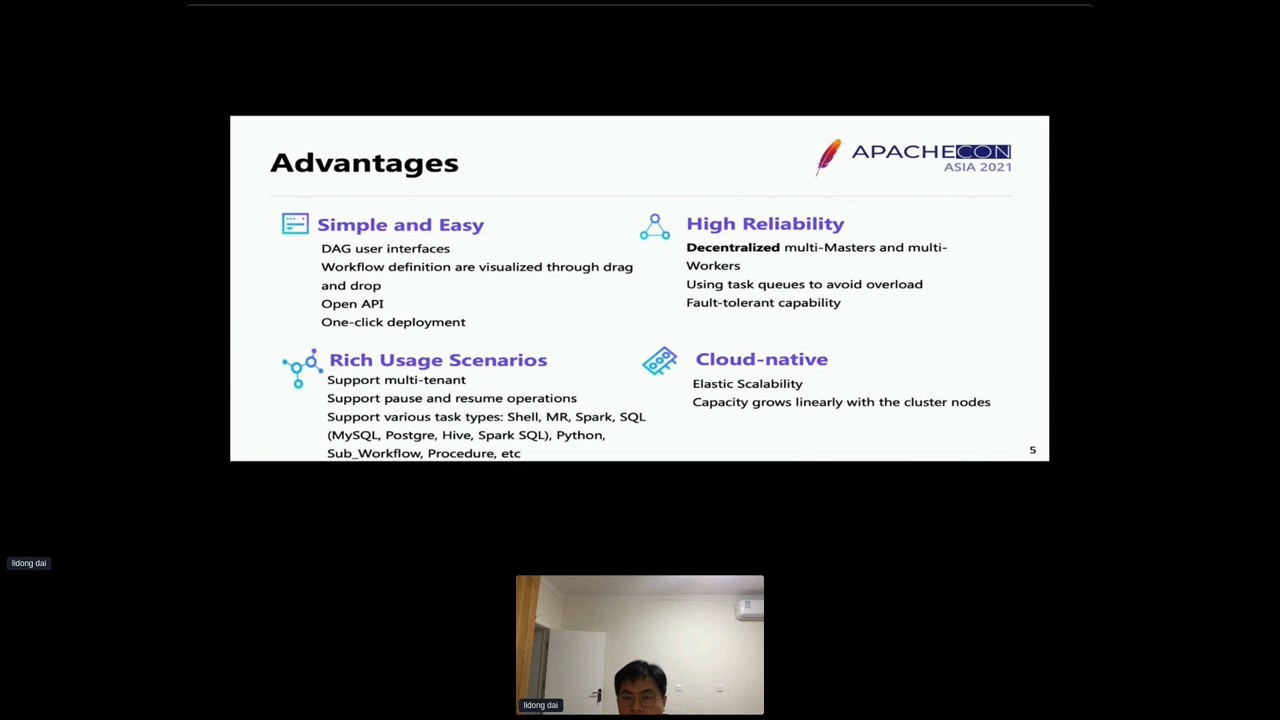 Advantages
APACHECON
ASIA 2021
Simple and Easy
DAG user interfaces
Workflow definition are visualized through drag
and drop
Open API
One-click deployment
High Reliability
Decentralized multi-Masters and multi-
Workers
Using task queues to avoid overload
Fault-tolerant capability
Rich Usage Scenarios
Support multi-tenant
Support pause and resume operations
Support various task types: Shell, MR, Spark, SQL
(MySQL, Postgre, Hive, Spark SQL), Python,
Sub_Workflow, Procedure, etc
Cloud-native
Elastic Scalability
Capacity grows linearly with the cluster nodes
5
lidong dai
lidong dai